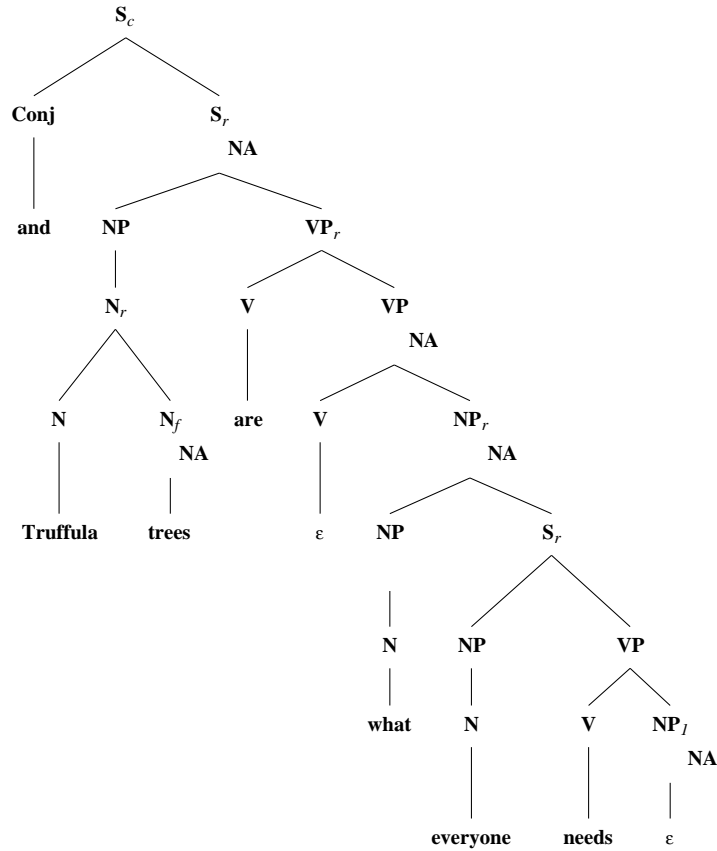 S_c
Conj S_r
NA
and NP VP_r
N_r V VP
NA
N N_f are V NP_r
NA NA
Truffula trees ε NP S_r
N NP VP
what N V NP_1
NA
everyone needs ε